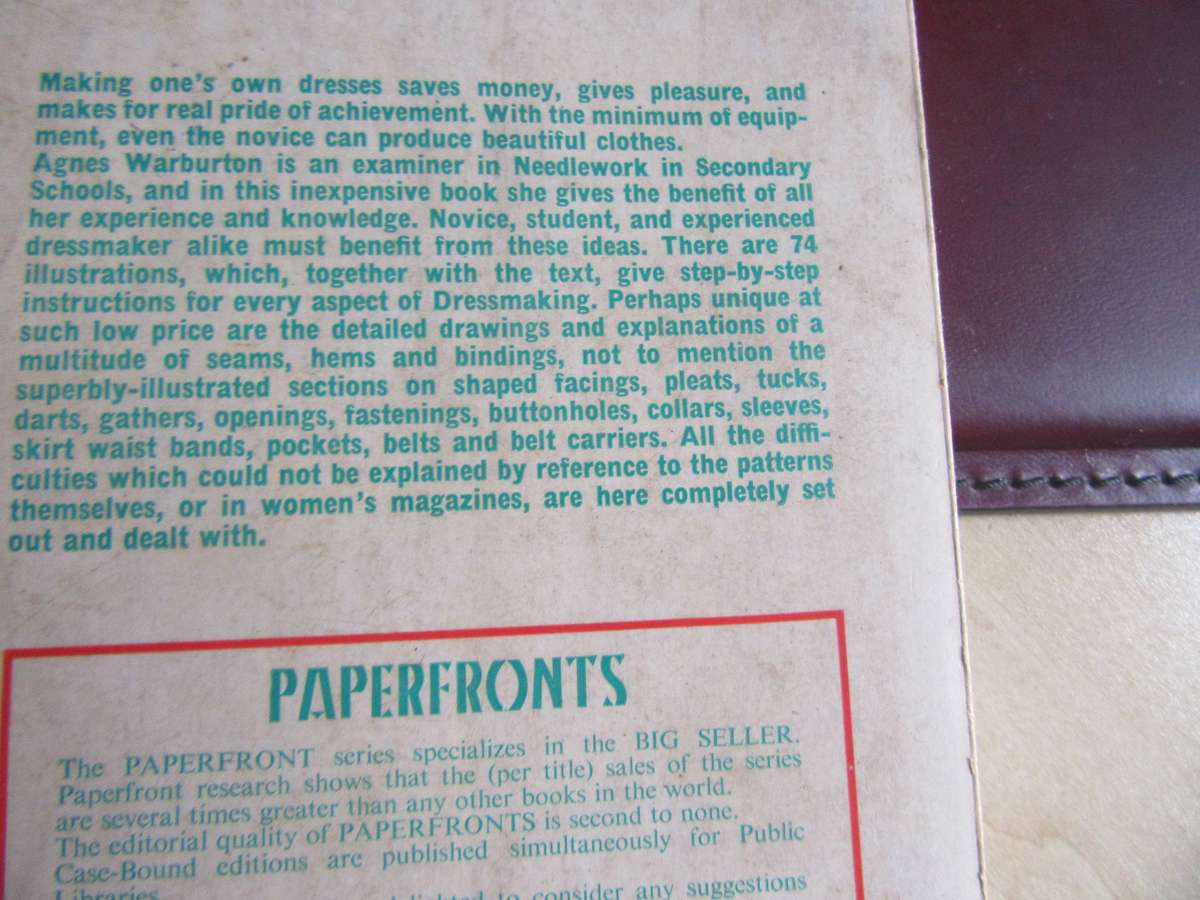 Making one's own dresses saves money, gives pleasure, and
makes for real pride of achievement. With the minimum of equip-
ment, even the novice can produce beautiful clothes.
Agnes Warburton is an examiner in Needlework in Secondary
Schools, and in this inexpensive book she gives the benefit of all
her experience and knowledge. Novice, student, and experienced
dressmaker alike must benefit from these ideas. There are 74
illustrations, which, together with the text, give step-by-step
instructions for every aspect of Dressmaking. Perhaps unique at
such low price are the detailed drawings and explanations of a
multitude of seams, hems and bindings, not to mention the
superbly-illustrated sections on shaped facings, pleats, tucks,
darts, gathers, openings, fastenings, buttonholes, collars, sleeves,
skirt waist bands, pockets, belts and belt carriers. All the diffi-
culties which could not be explained by reference to the patterns
themselves, or in women's magazines, are here completely set
out and dealt with.
PAPERFRONTS
The PAPERFRONT series specializes in the BIG SELLER.
Paperfront research shows that the (per title) sales of the series
are several times greater than any other books in the world.
The editorial quality of PAPERFRONTS is second to none.
Case-Bound editions are published simultaneously for Public
Libraries. to consider any suggestions